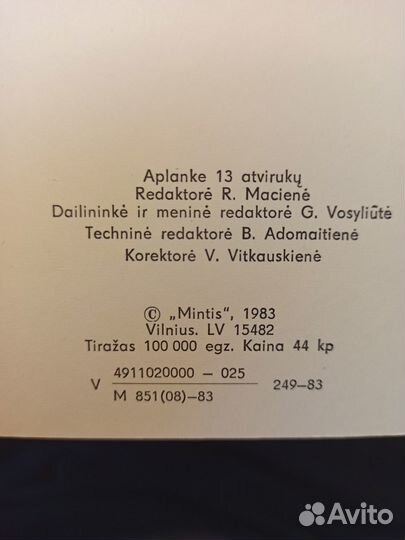 Aplanke 13 atvirukų
Redaktorė R. Macienė
Dailininkė ir meninė redaktorė G. Vosyliūtė
Techninė redaktorė B. Adomaitienė
Korektorė V. Vitkauskienė
© „Mintis", 1983
Vilnius. LV 15482
Tiražas 100 000 egz. Kaina 44 kp
V 4911020000 – 025 249–83
M 851(08)–83
Avito